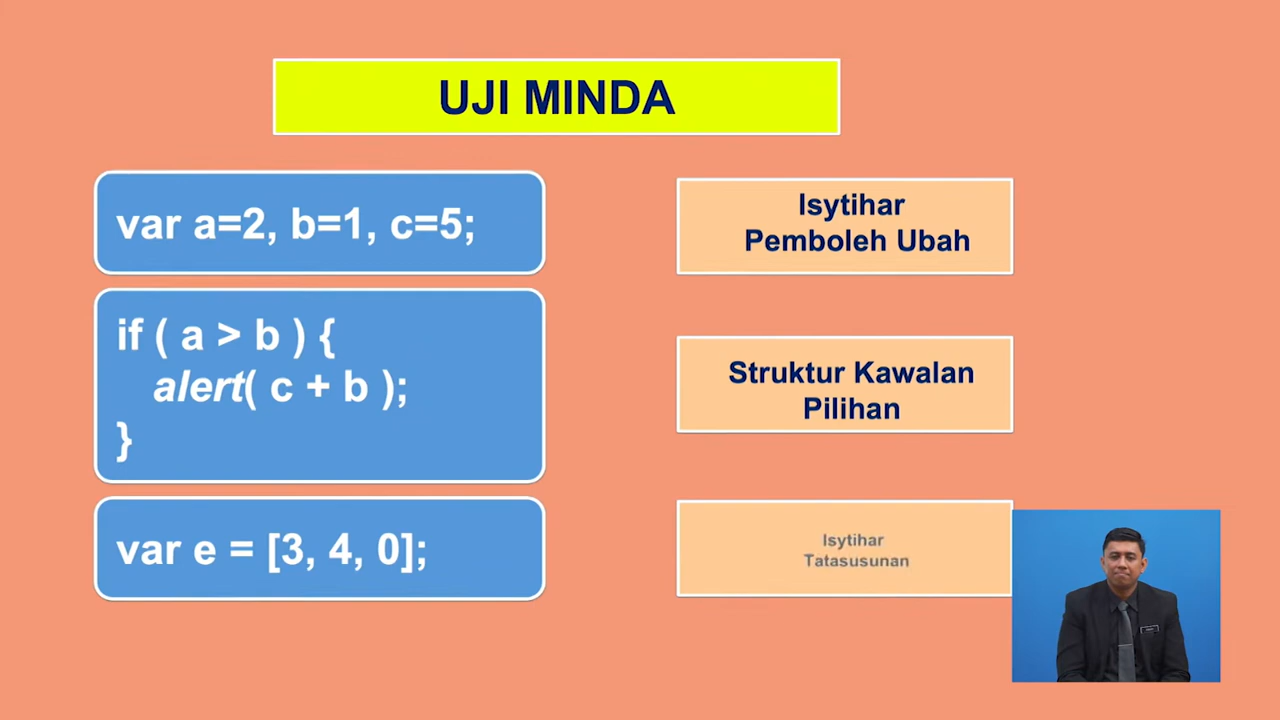 UJI MINDA
var a=2, b=1, c=5;
Isytihar
Pemboleh Ubah
if ( a > b ) {
alert( c + b );
}
Struktur Kawalan
Pilihan
var e = [3, 4, 0];
Isytihar
Tatasusunan